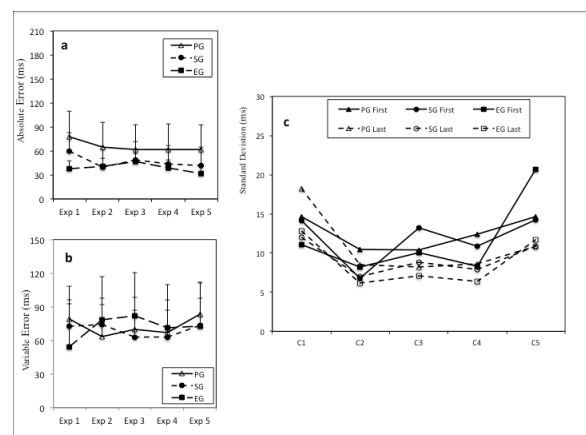 a
210
180
150
120
90
60
30
0
Absolute Error (ms)
PG
SG
EG
Exp 1 Exp 2 Exp 3 Exp 4 Exp 5
b
150
120
90
60
30
0
Variable Error (ms)
PG
SG
EG
Exp 1 Exp 2 Exp 3 Exp 4 Exp 5
c
30
25
20
15
10
5
0
Standard Deviation (ms)
PG First SG First EG First
PG Last SG Last EG Last
C1 C2 C3 C4 C5